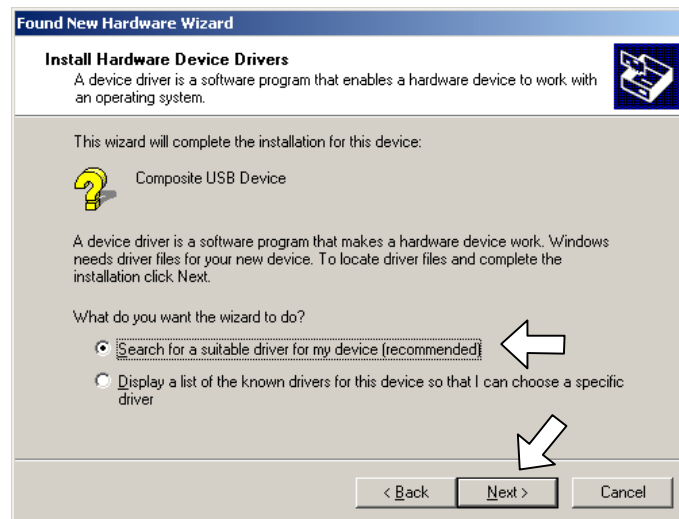 Found New Hardware Wizard
Install Hardware Device Drivers
A device driver is a software program that enables a hardware device to work with
an operating system.
This wizard will complete the installation for this device:
Composite USB Device
A device driver is a software program that makes a hardware device work. Windows
needs driver files for your new device. To locate driver files and complete the
installation click Next.
What do you want the wizard to do?
Search for a suitable driver for my device (recommended)
Display a list of the known drivers for this device so that I can choose a specific
driver
< Back Next > Cancel